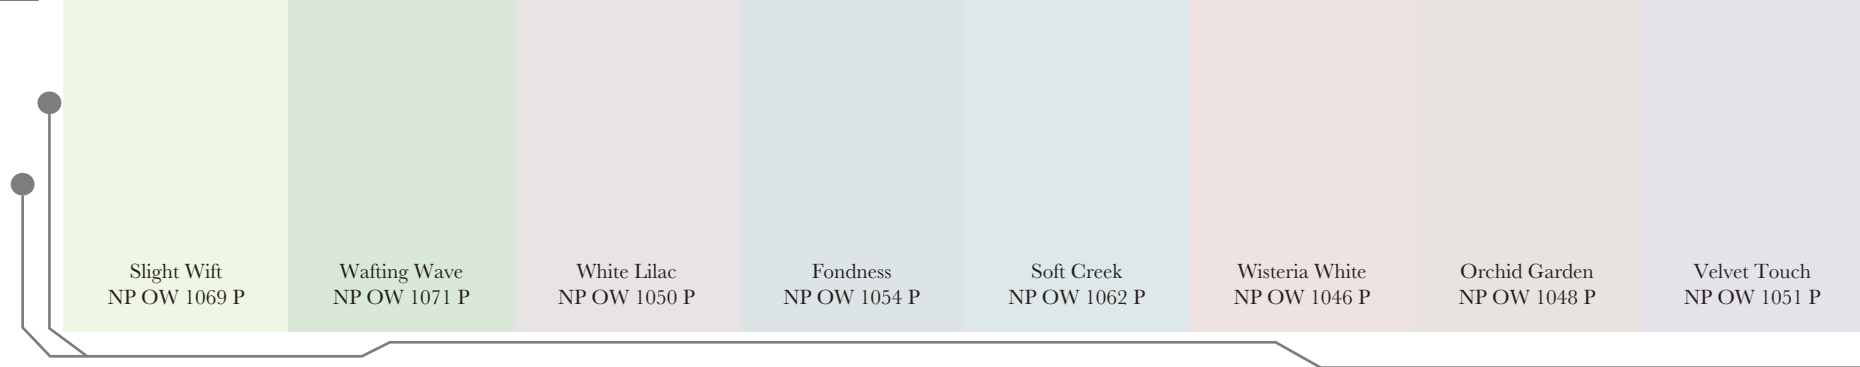 Slight Wift
NP OW 1069 P
Wafting Wave
NP OW 1071 P
White Lilac
NP OW 1050 P
Fondness
NP OW 1054 P
Soft Creek
NP OW 1062 P
Wisteria White
NP OW 1046 P
Orchid Garden
NP OW 1048 P
Velvet Touch
NP OW 1051 P